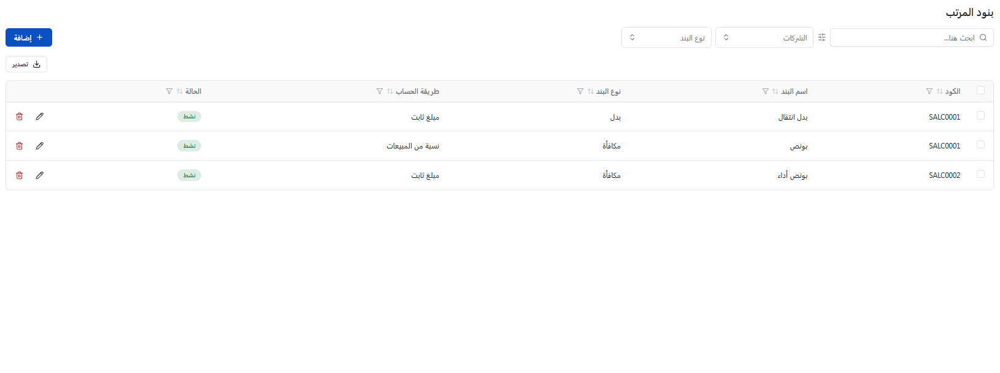 بنود المرتب
ابحث هنا... الشركات نوع البند إضافة
تصدير
الكود اسم البند نوع البند طريقة الحساب الحالة
SALC0001 بدل انتقال بدل مبلغ ثابت نشط
SALC0001 بونص مكافأة نسبة من المبيعات نشط
SALC0002 بونص أداء مكافأة مبلغ ثابت نشط